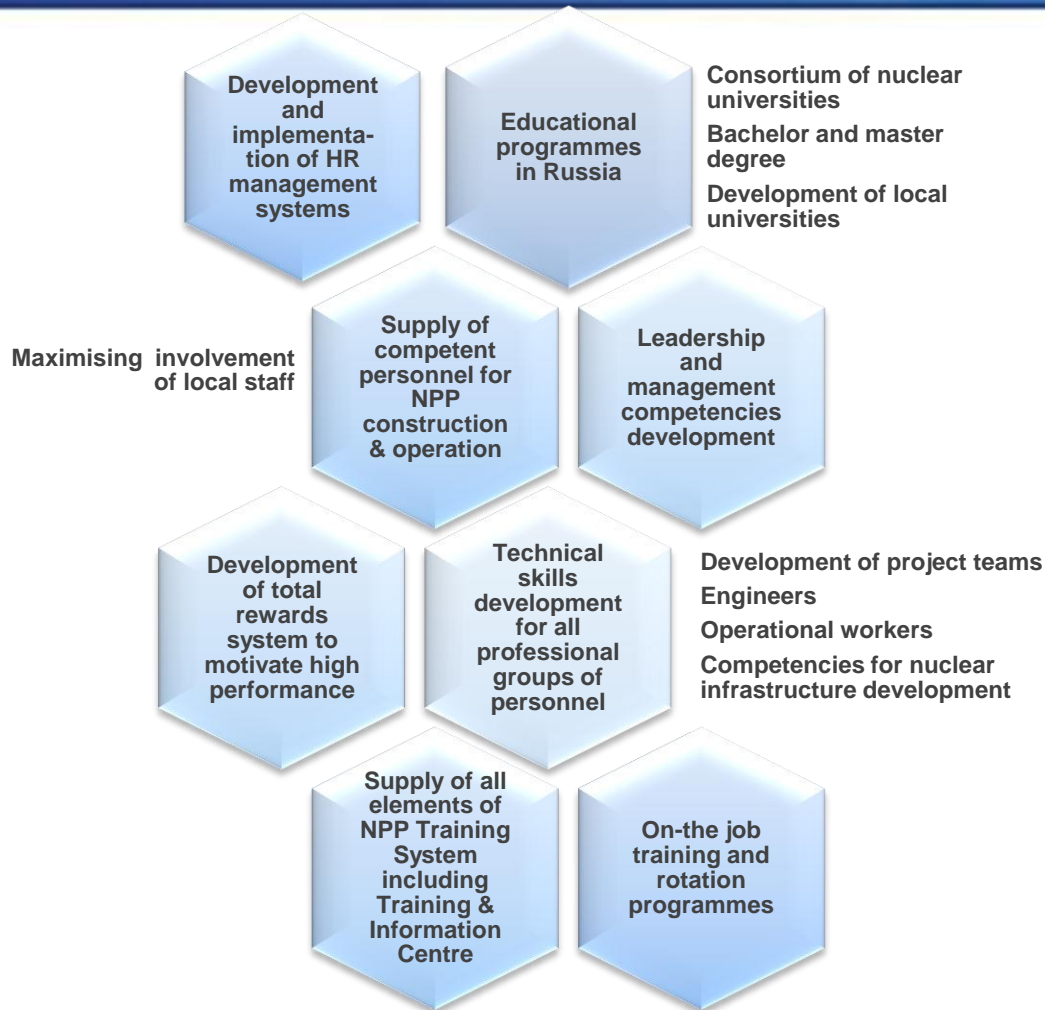 Development
and
implementa-
tion of HR
management
systems
Educational
programmes
in Russia
Consortium of nuclear
universities
Bachelor and master
degree
Development of local
universities
Maximising involvement
of local staff
Supply of
competent
personnel for
NPP
construction
& operation
Leadership
and
management
competencies
development
Development
of total
rewards
system to
motivate high
performance
Technical
skills
development
for all
professional
groups of
personnel
Development of project teams
Engineers
Operational workers
Competencies for nuclear
infrastructure development
Supply of all
elements of
NPP Training
System
including
Training &
Information
Centre
On-the job
training and
rotation
programmes